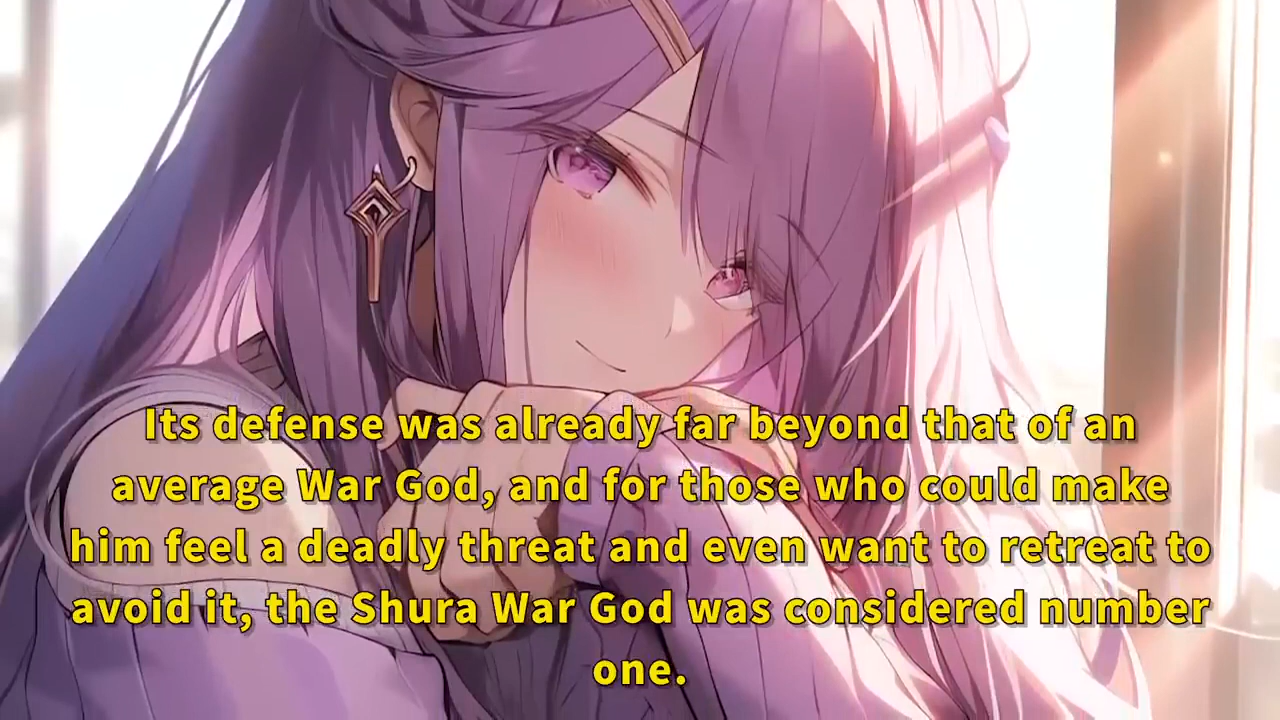 Its defense was already far beyond that of an
average War God, and for those who could make
him feel a deadly threat and even want to retreat to
avoid it, the Shura War God was considered number
one.